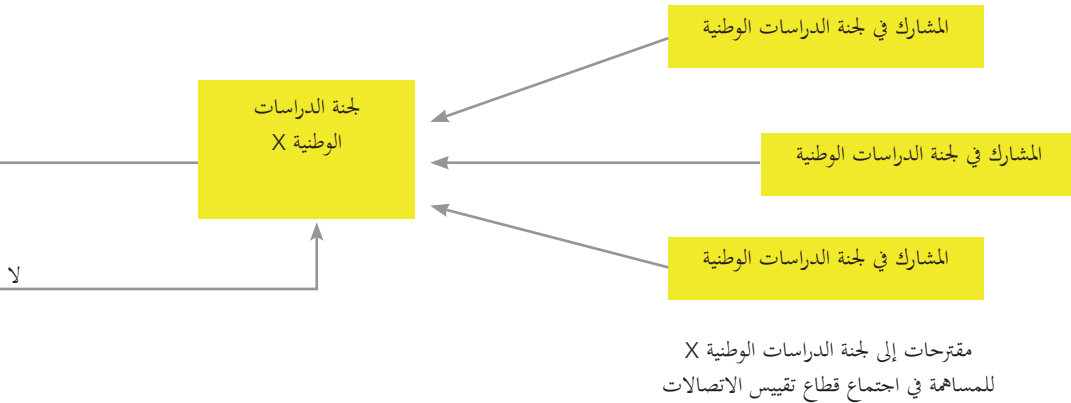 المشارك في لجنة الدراسات الوطنية
لجنة الدراسات
الوطنية X
المشارك في لجنة الدراسات الوطنية
لا
المشارك في لجنة الدراسات الوطنية
مقترحات إلى لجنة الدراسات الوطنية X
للمساهمة في اجتماع قطاع تقييس الاتصالات